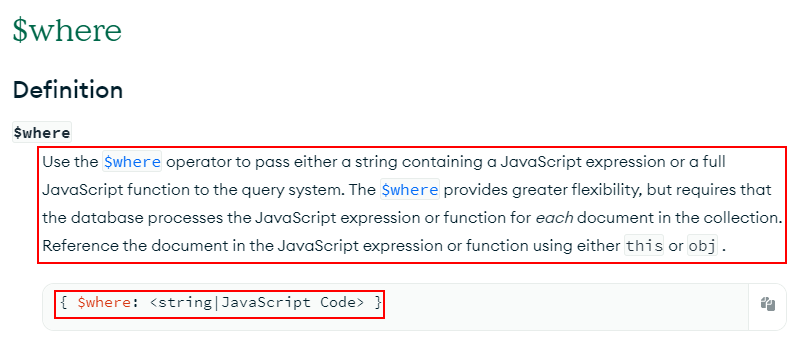 $where
Definition
$where
Use the $where operator to pass either a string containing a JavaScript expression or a full
JavaScript function to the query system. The $where provides greater flexibility, but requires that
the database processes the JavaScript expression or function for each document in the collection.
Reference the document in the JavaScript expression or function using either this or obj .
{ $where: <string|JavaScript Code> }